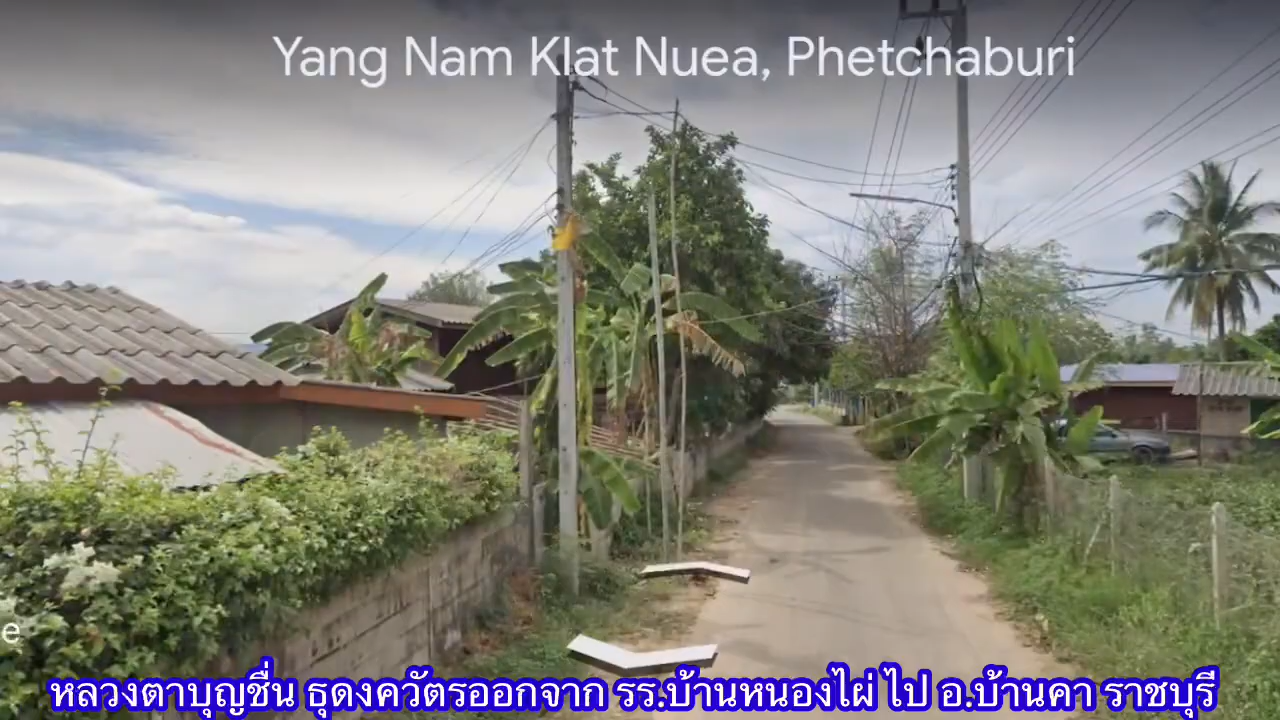 Yang Nam Klat Nuea, Phetchaburi
e
หลวงตาบุญชื่น ธุดงควัตรออกจาก รร.บ้านหนองไผ่ ไป อ.บ้านคา ราชบุรี